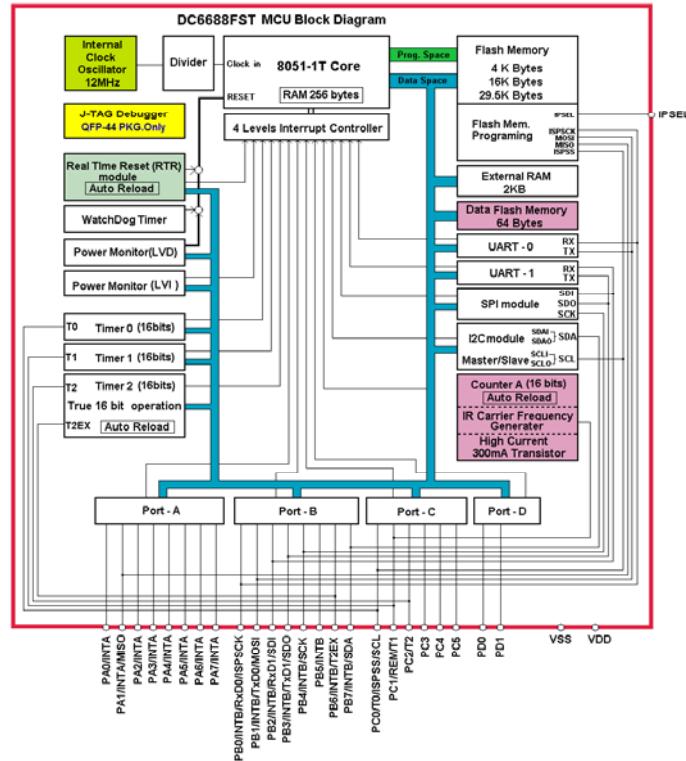 DC6688FST MCU Block Diagram
Internal
Clock
Oscillator
12MHz
Divider
Clock in
8051-1T Core
RESET
RAM 256 bytes
Prog. Space
Data Space
Flash Memory
4 K Bytes
16K Bytes
29.5K Bytes
Flash Mem.
Programing
IPSEL
ISPSCK
MOSI
MISO
ISPSS
IPSEL
J-TAG Debugger
QFP-44 PKG.Only
4 Levels Interrupt Controller
Real Time Reset (RTR)
module
Auto Reload
WatchDog Timer
Power Monitor(LVD)
Power Monitor (LVI)
External RAM
2KB
Data Flash Memory
64 Bytes
UART - 0
RX
TX
UART - 1
RX
TX
SPI module
SDI
SDO
SCK
I2C module
Master/Slave
SDAI
SDAO
SDA
SCLI
SCLO
SCL
T0
Timer 0 (16bits)
T1
Timer 1 (16bits)
T2
Timer 2 (16bits)
True 16 bit operation
T2EX
Auto Reload
Counter A (16 bits)
Auto Reload
IR Carrier Frequency
Generater
High Current
300mA Transistor
Port - A
Port - B
Port - C
Port - D
PA0/INTA
PA1/INTA/MISO
PA2/INTA
PA3/INTA
PA4/INTA
PA5/INTA
PA6/INTA
PA7/INTA
PB0/INTB/RxD0/ISPSCK
PB1/INTB/TxD0/MOSI
PB2/INTB/RxD1/SDI
PB3/INTB/TxD1/SDO
PB4/INTB/SCK
PB5/INTB
PB6/INTB/T2EX
PB7/INTB/SDA
PC0/T0/ISPSS/SCL
PC1/REM/T1
PC2/T2
PC3
PC4
PC5
PD0
PD1
VSS
VDD